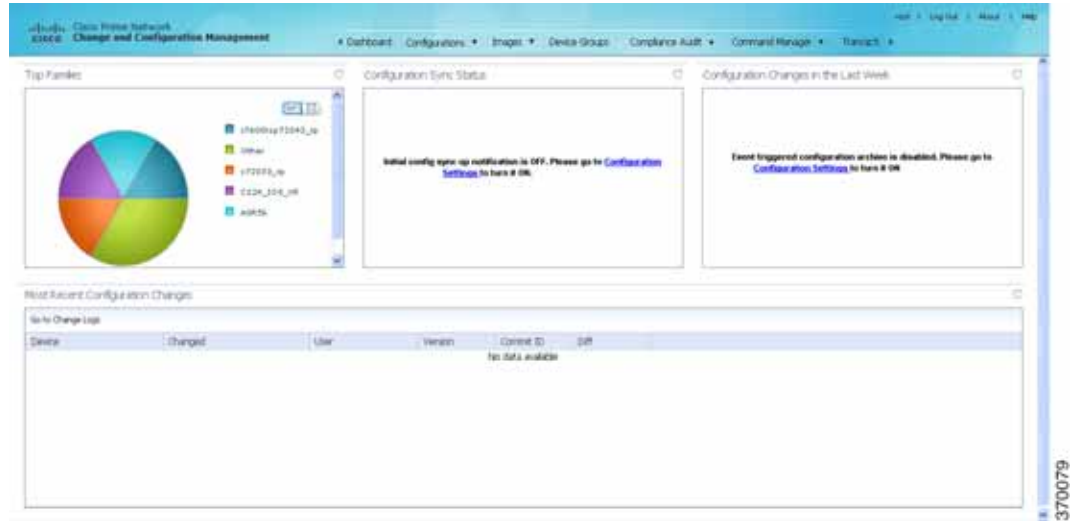 root | Log Out | About | Help
cisco Cisco Prime Network
Change and Configuration Management
Dashboard Configurations Images Device Groups Compliance Audit Command Manager Transact
Top Families
Configuration Sync Status
Configuration Changes in the Last Week
Other
ASR5k
Initial config sync up notification is OFF. Please go to Configuration
Settings to turn it ON.
Event triggered configuration archive is disabled. Please go to
Configuration Settings to turn it ON
Most Recent Configuration Changes
Go to Change Logs
Device Changed User Version Commit ID Diff
No data available
370079